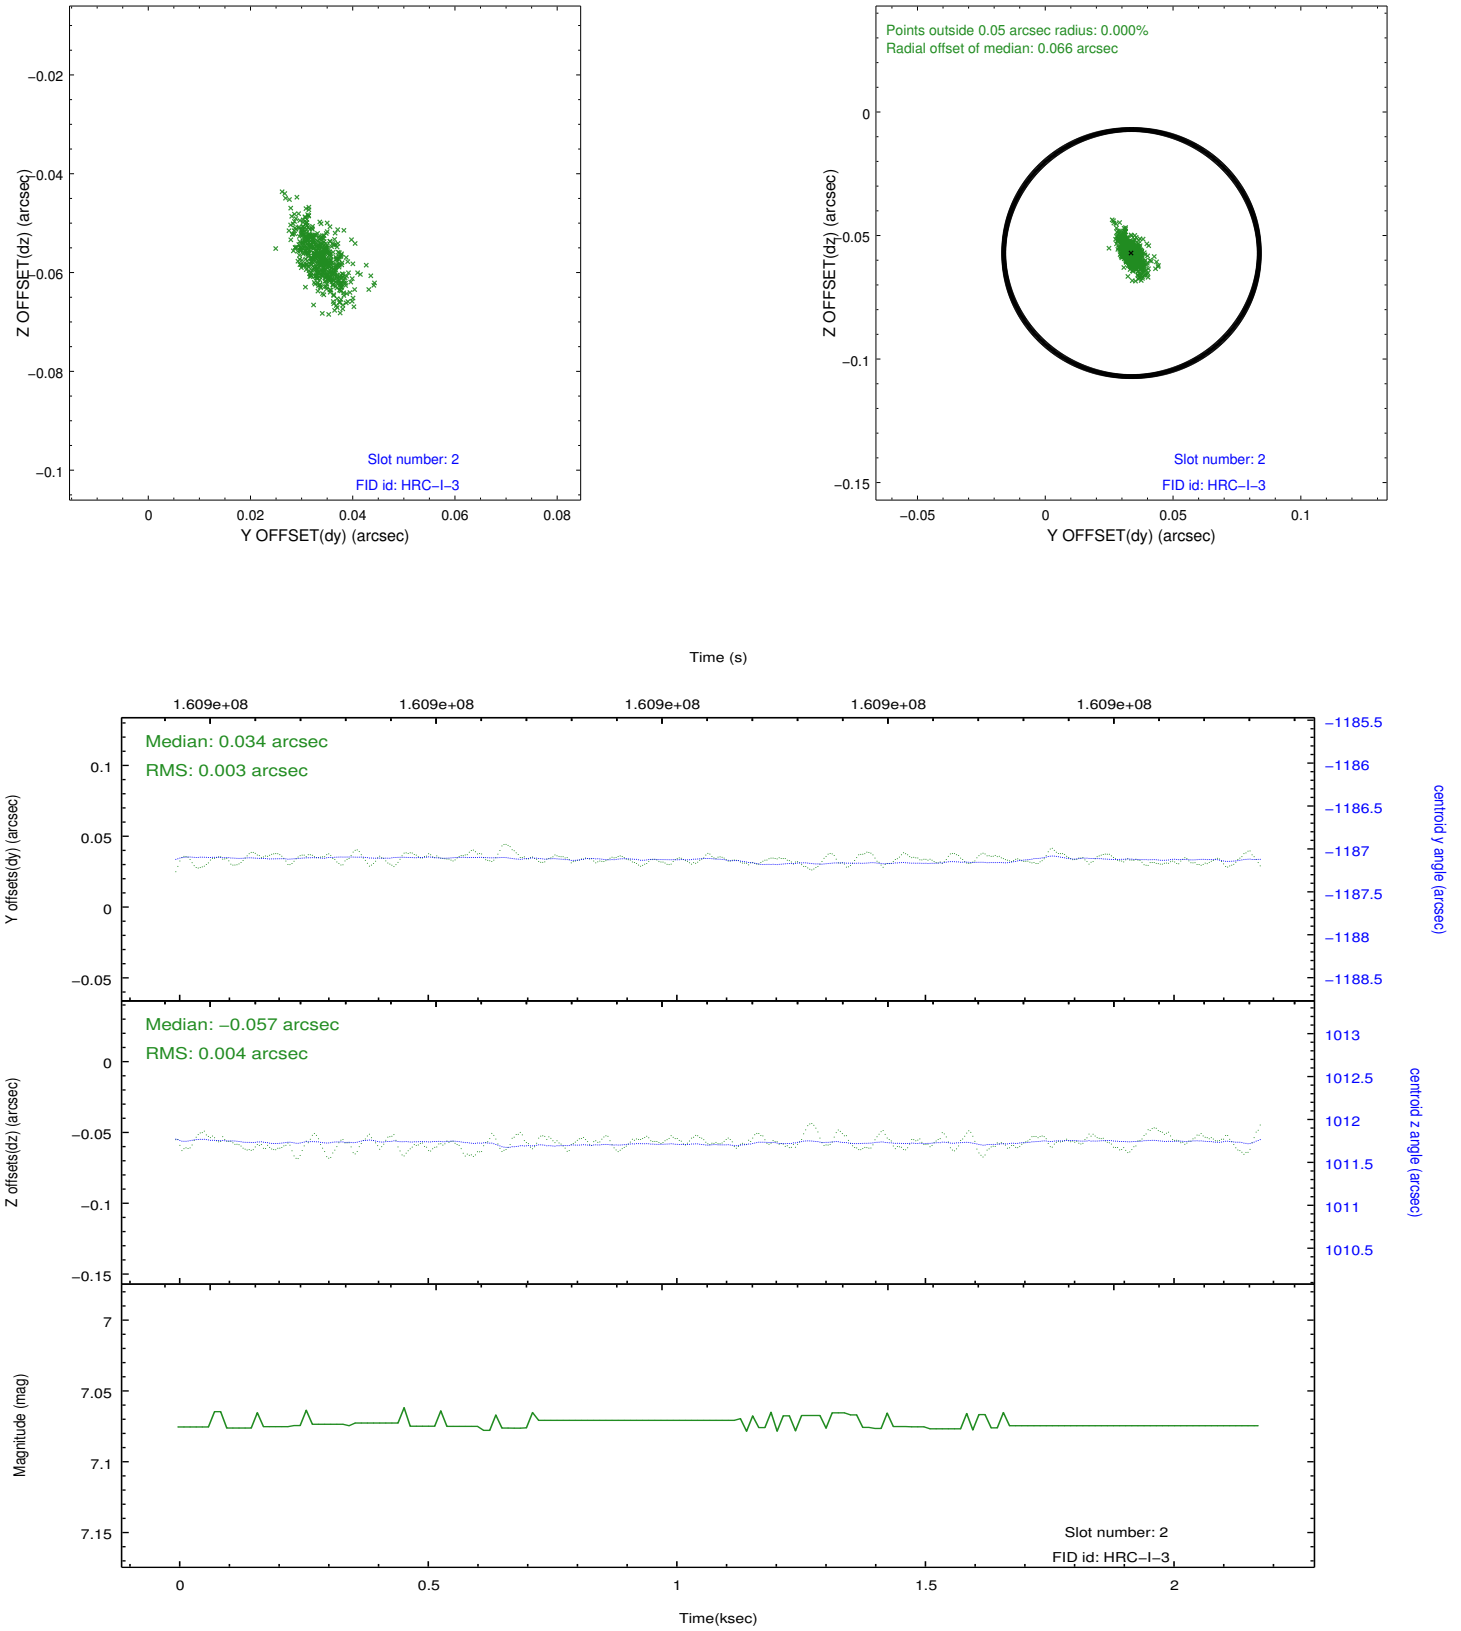 Z OFFSET(dz) (arcsec)
−0.02
−0.04
−0.06
−0.08
−0.1
Slot number: 2
FID id: HRC−I−3
0 0.02 0.04 0.06 0.08
Y OFFSET(dy) (arcsec)
Points outside 0.05 arcsec radius: 0.000%
Radial offset of median: 0.066 arcsec
Z OFFSET(dz) (arcsec)
0
−0.05
−0.1
−0.15
Slot number: 2
FID id: HRC−I−3
−0.05 0 0.05 0.1
Y OFFSET(dy) (arcsec)
Time (s)
1.609e+08 1.609e+08 1.609e+08 1.609e+08 1.609e+08
Median: 0.034 arcsec
RMS: 0.003 arcsec
Y offsets(dy) (arcsec)
0.1
0.05
0
−0.05
−1185.5
−1186
−1186.5
−1187
−1187.5
−1188
−1188.5
centroid y angle (arcsec)
Median: −0.057 arcsec
RMS: 0.004 arcsec
Z offsets(dz) (arcsec)
0
−0.05
−0.1
−0.15
1013
1012.5
1012
1011.5
1011
1010.5
centroid z angle (arcsec)
Magnitude (mag)
7
7.05
7.1
7.15
Slot number: 2
FID id: HRC−I−3
0 0.5 1 1.5 2
Time(ksec)